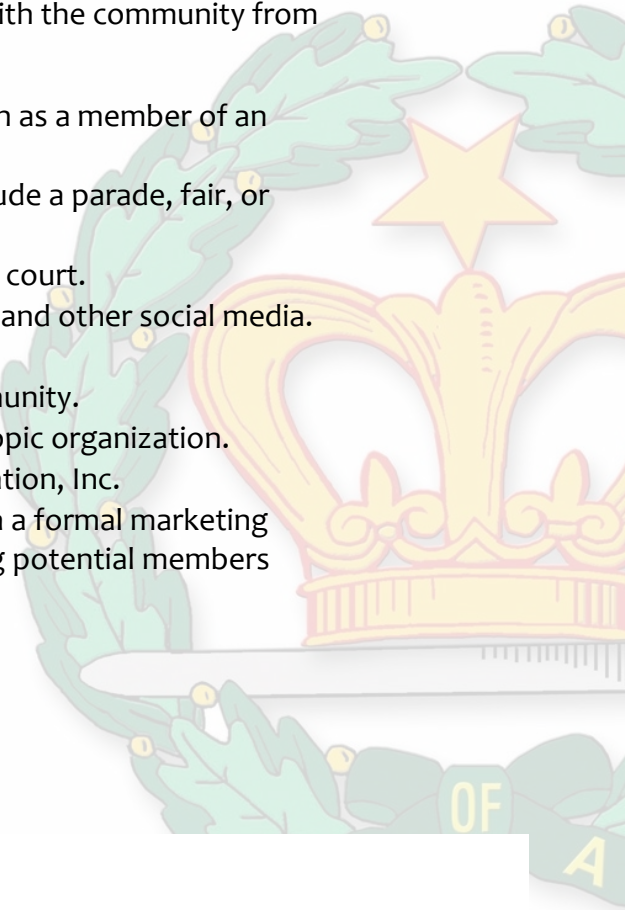 ith the community from
n as a member of an
ude a parade, fair, or
court.
and other social media.
unity.
opic organization.
ation, Inc.
a formal marketing
g potential members
OF
A